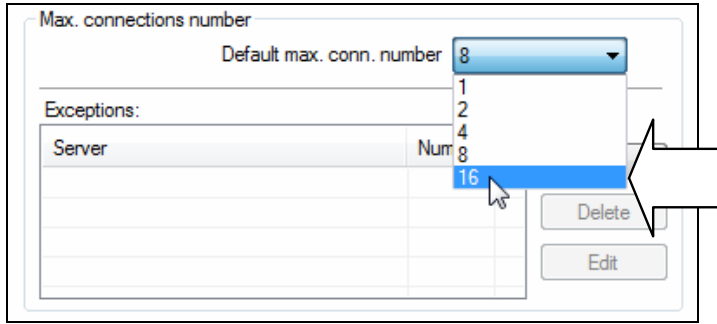 Max. connections number
Default max. conn. number 8
1
Exceptions: 2
4
Server Num 8
16
Delete
Edit